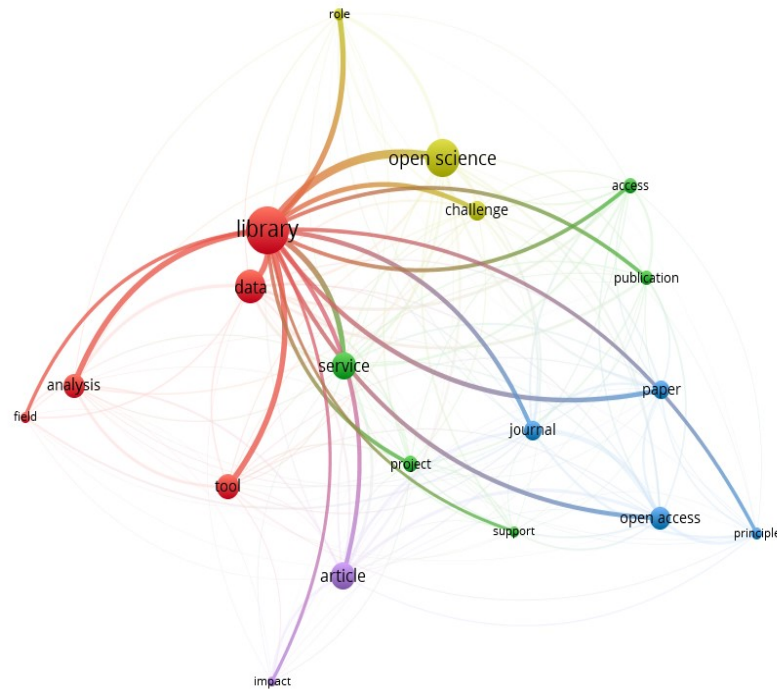 role
open science
access
challenge
library
publication
data
service
analysis
paper
field
journal
project
tool
open access
support
principle
article
impact